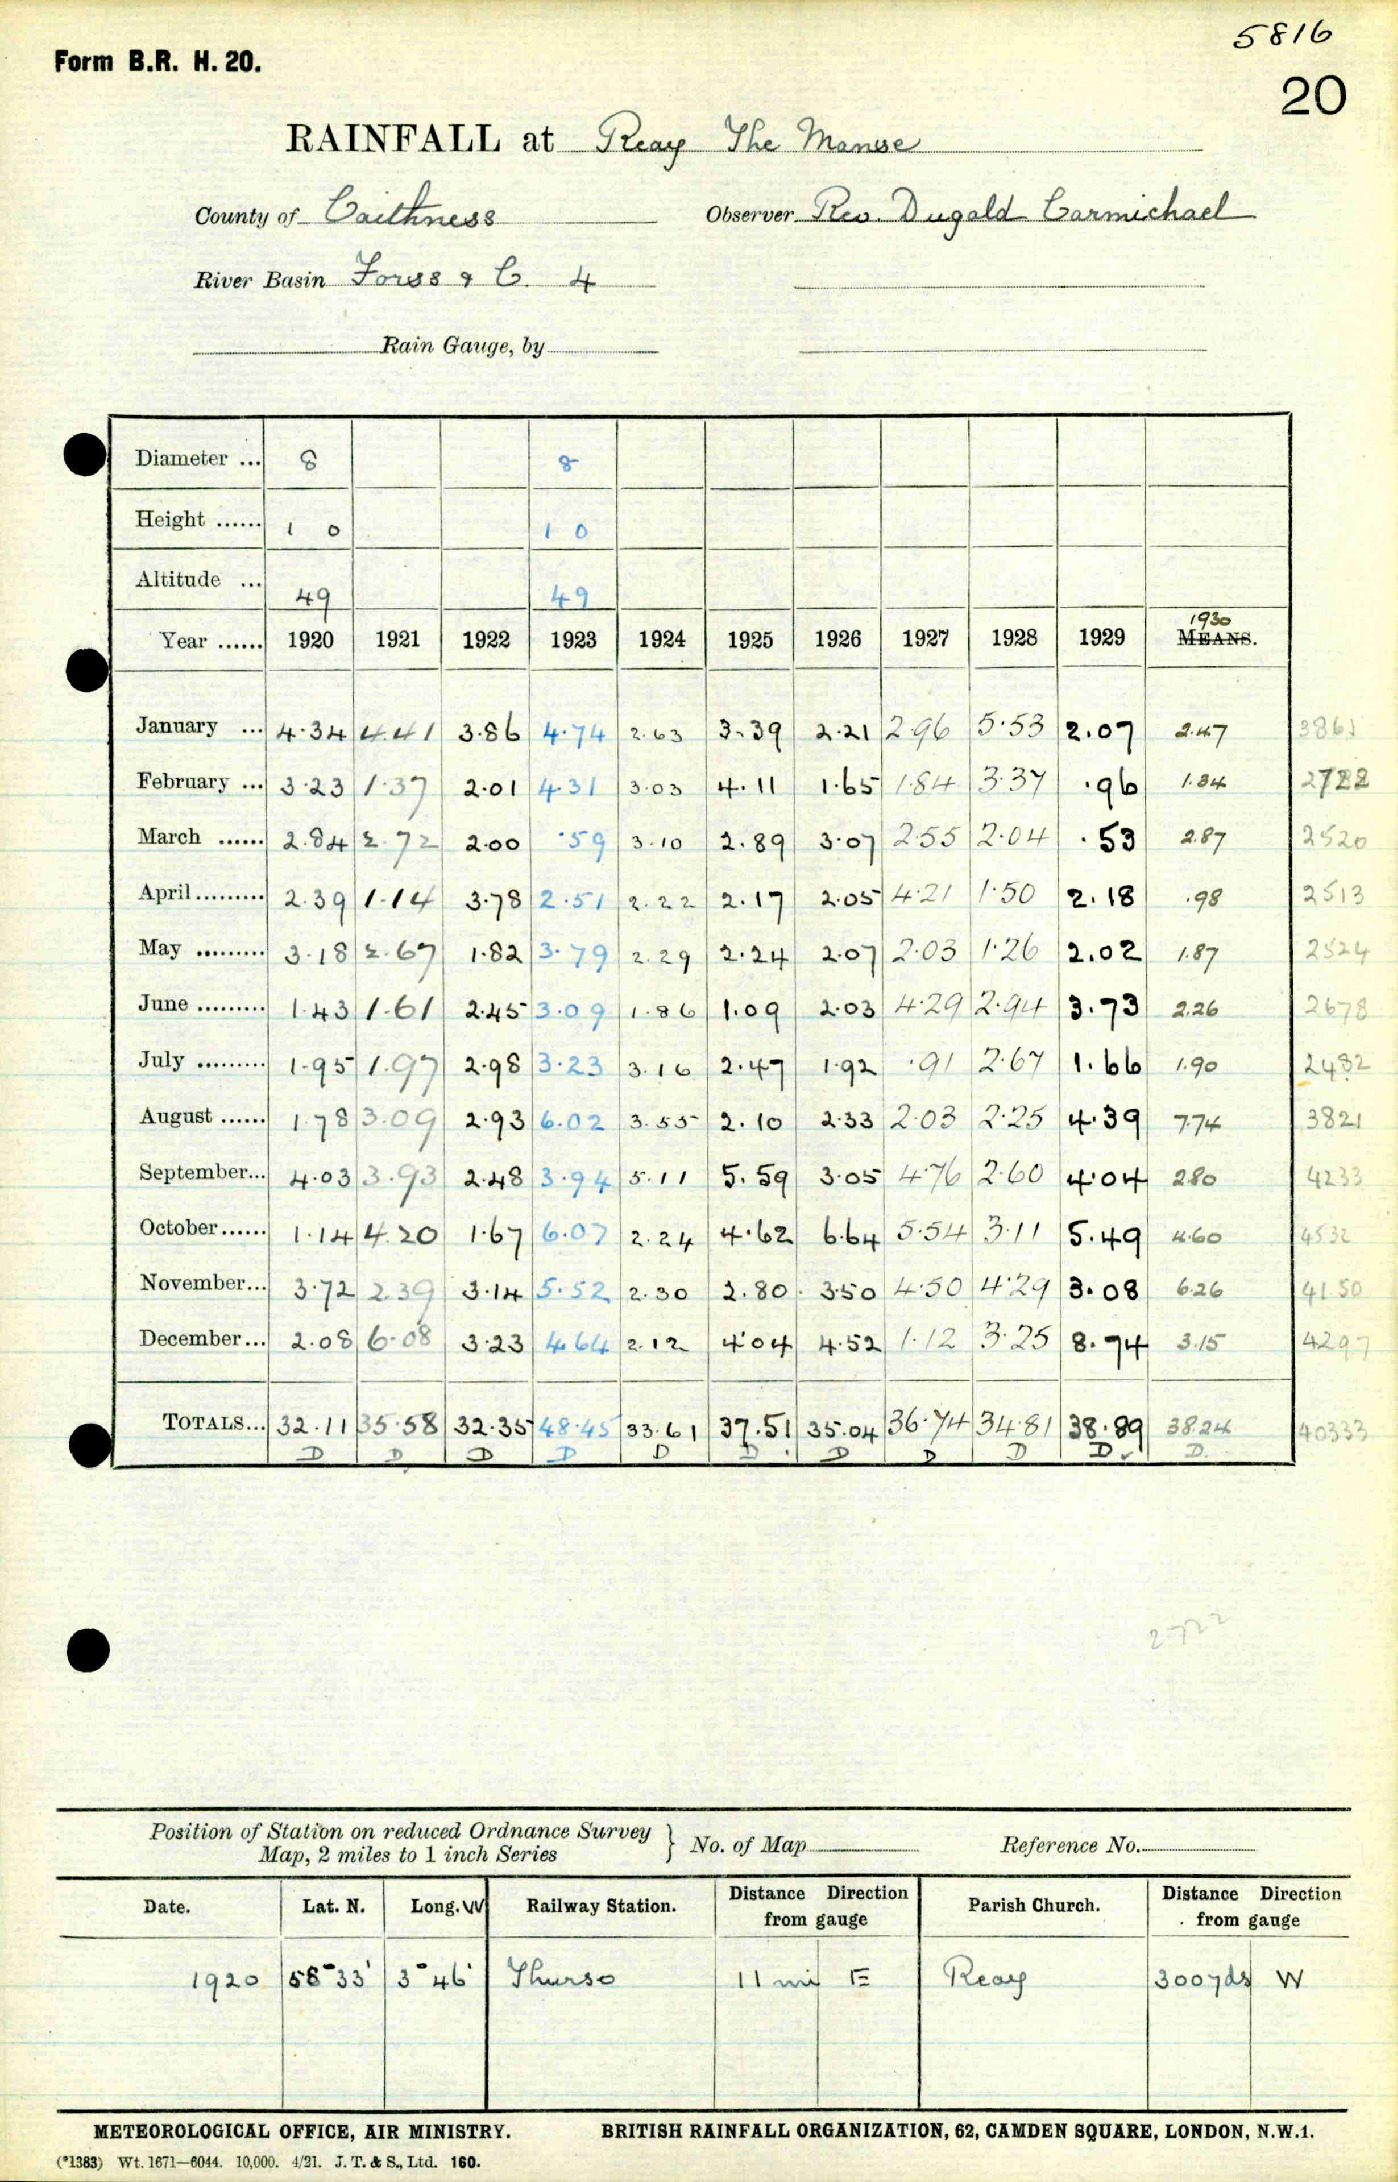 5816
Form B.R. H. 20.
20
RAINFALL at Reay The Manse
County of Caithness Observer Rev. Dugald Carmichael
River Basin Forss & C. 4
Rain Gauge, by
Diameter ... 8 8
Height ...... 1 0 1 0
Altitude ... 49 49
1930
Year ...... 1920 1921 1922 1923 1924 1925 1926 1927 1928 1929 MEANS.
January ... 4.34 4.41 3.86 4.74 2.63 3.39 2.21 2.96 5.53 2.07 2.47 3861
February ... 3.23 1.37 2.01 4.31 3.03 4.11 1.65 1.84 3.37 .96 1.34 2722
March ...... 2.84 2.72 2.00 .59 3.10 2.89 3.07 2.55 2.04 .53 2.87 2520
April ......... 2.39 1.14 3.78 2.51 2.22 2.17 2.05 4.21 1.50 2.18 .98 2513
May ......... 3.18 2.67 1.82 3.79 2.29 2.24 2.07 2.03 1.26 2.02 1.87 2524
June ......... 1.43 1.61 2.45 3.09 1.86 1.09 2.03 4.29 2.94 3.73 2.26 2678
July ......... 1.95 1.97 2.98 3.23 3.16 2.47 1.92 .91 2.67 1.66 1.90 2482
August ...... 1.78 3.09 2.93 6.02 3.55 2.10 2.33 2.03 2.25 4.39 7.74 3821
September... 4.03 3.93 2.48 3.94 5.11 5.59 3.05 4.76 2.60 4.04 2.80 4233
October...... 1.14 4.20 1.67 6.07 2.24 4.62 6.64 5.54 3.11 5.49 4.60 4532
November... 3.72 2.39 3.14 5.52 2.30 2.80 3.50 4.50 4.29 3.08 6.26 4150
December... 2.08 6.08 3.23 4.64 2.12 4.04 4.52 1.12 3.25 8.74 3.15 4297
TOTALS... 32.11 35.58 32.35 48.45 33.61 37.51 35.04 36.74 34.81 38.89 38.24 40333
D D D D D D D D D D D.
2722
Position of Station on reduced Ordnance Survey
Map, 2 miles to 1 inch Series } No. of Map Reference No.
Date. Lat. N. Long. W Railway Station. Distance Direction from gauge Parish Church. Distance Direction from gauge
1920 58° 33' 3° 46' Thurso 11 mi E Reay 300 yds W
METEOROLOGICAL OFFICE, AIR MINISTRY. BRITISH RAINFALL ORGANIZATION, 62, CAMDEN SQUARE, LONDON, N.W.1.
(*1383) Wt. 1671—6044. 10,000. 4/21. J. T. & S., Ltd. 160.